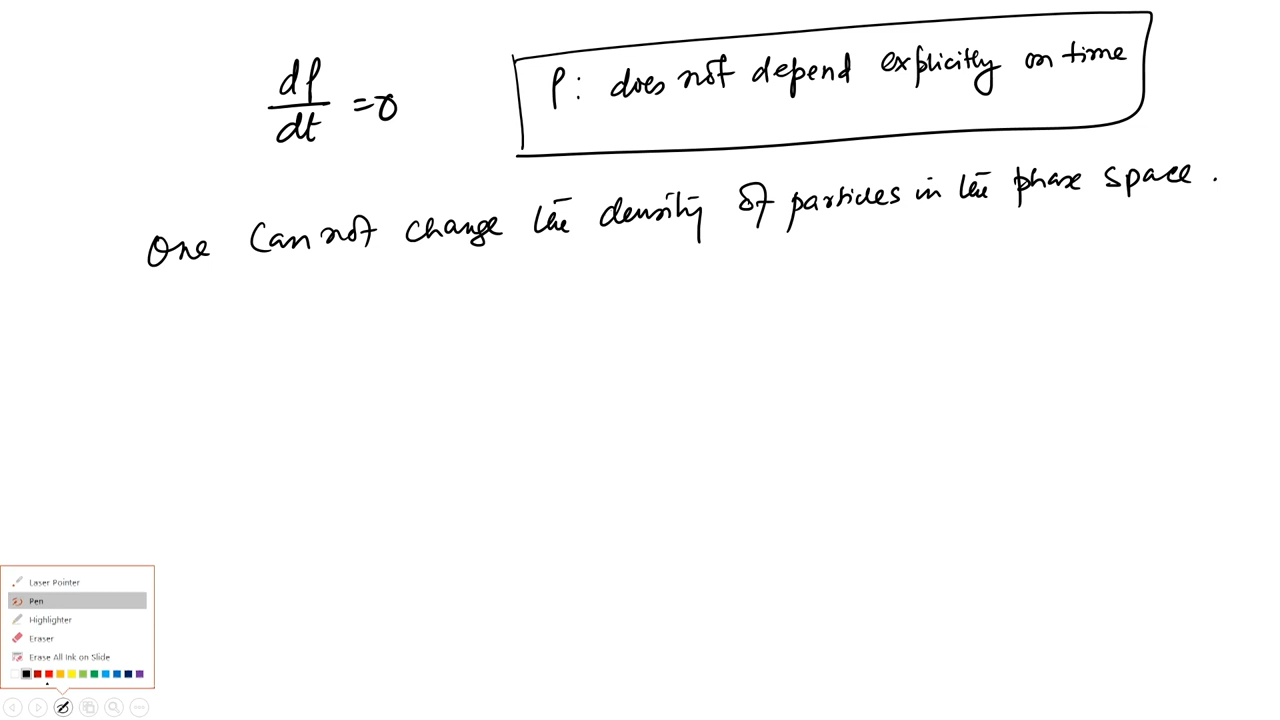 dρ/dt = 0
ρ: does not depend explicitly on time
One can not change the density of particles in the phase space.
Laser Pointer
Pen
Highlighter
Eraser
Erase All Ink on Slide